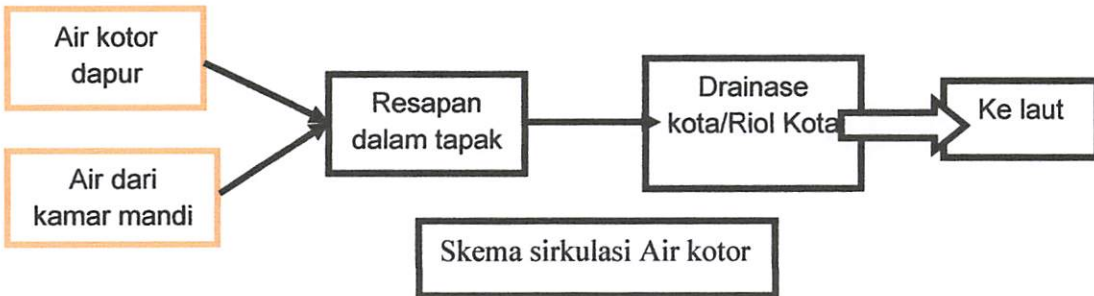 Air kotor
dapur
Air dari
kamar mandi
Resapan
dalam tapak
Drainase
kota/Riol Kota
Ke laut
Skema sirkulasi Air kotor